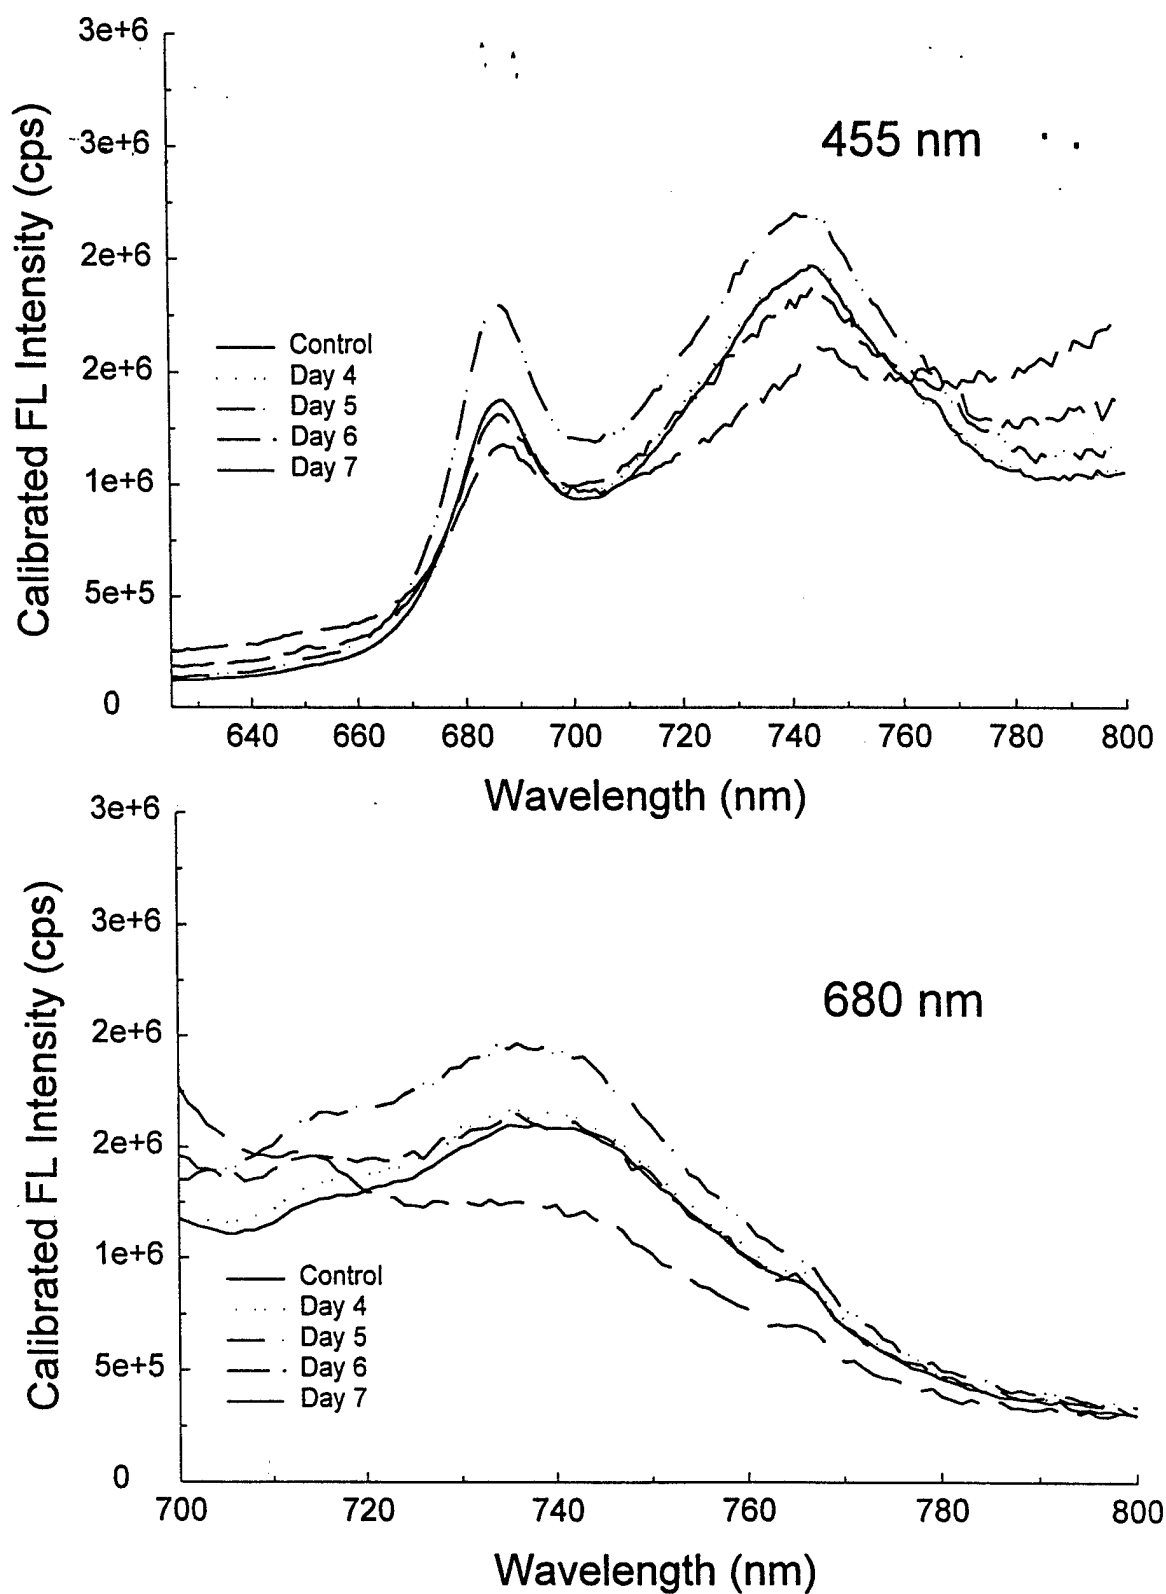 3e+6
3e+6
2e+6
2e+6
1e+6
5e+5
0
Calibrated FL Intensity (cps)
455 nm
Control
Day 4
Day 5
Day 6
Day 7
640 660 680 700 720 740 760 780 800
Wavelength (nm)
3e+6
3e+6
2e+6
2e+6
1e+6
5e+5
0
Calibrated FL Intensity (cps)
680 nm
Control
Day 4
Day 5
Day 6
Day 7
700 720 740 760 780 800
Wavelength (nm)